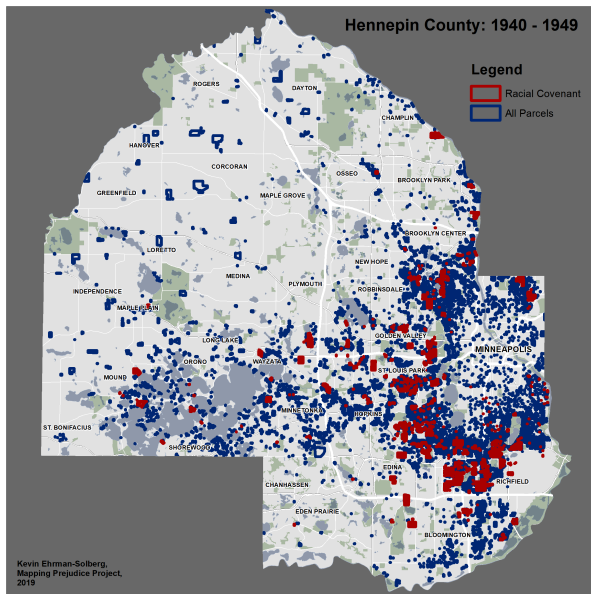 Hennepin County: 1940 - 1949
Legend
Racial Covenant
All Parcels
ROGERS
DAYTON
CHAMPLIN
HANOVER
OSSEO
CORCORAN
BROOKLYN PARK
GREENFIELD
MAPLE GROVE
BROOKLYN CENTER
LORETTO
NEW HOPE
MEDINA
PLYMOUTH
ROBBINSDALE
INDEPENDENCE
MAPLE PLAIN
GOLDEN VALLEY
LONG LAKE
MINNEAPOLIS
ORONO
WAYZATA
ST. LOUIS PARK
MOUND
MINNETONKA
HOPKINS
ST. BONIFACIUS
SHOREWOOD
EDINA
RICHFIELD
CHANHASSEN
EDEN PRAIRIE
BLOOMINGTON
Kevin Ehrman-Solberg,
Mapping Prejudice Project,
2019